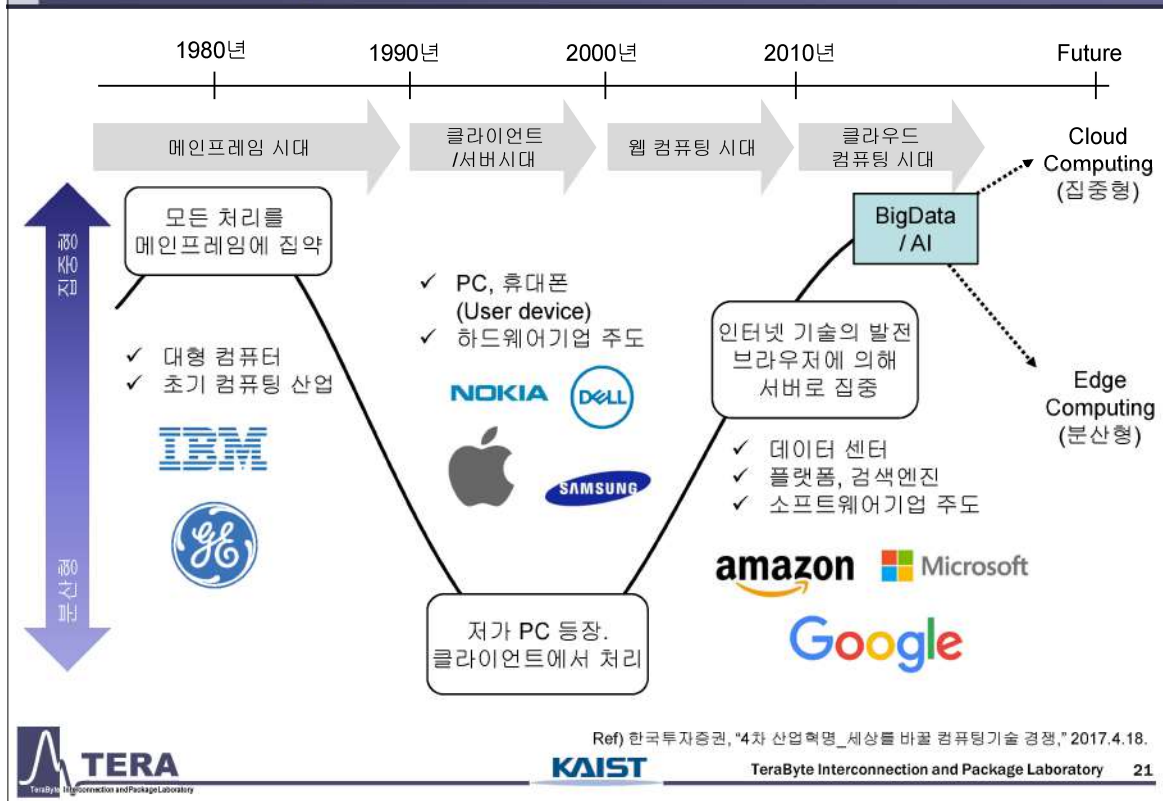 1980년
1990년
2000년
2010년
Future
메인프레임 시대
클라이언트
/서버시대
웹 컴퓨팅 시대
클라우드
컴퓨팅 시대
Cloud
Computing
(집중형)
집중형
분산형
모든 처리를
메인프레임에 집약
✓ 대형 컴퓨터
✓ 초기 컴퓨팅 산업
IBM
GE
✓ PC, 휴대폰
(User device)
✓ 하드웨어기업 주도
NOKIA
DELL
SAMSUNG
저가 PC 등장.
클라이언트에서 처리
BigData
/ AI
인터넷 기술의 발전
브라우저에 의해
서버로 집중
✓ 데이터 센터
✓ 플랫폼, 검색엔진
✓ 소프트웨어기업 주도
amazon
Microsoft
Google
Edge
Computing
(분산형)
Ref) 한국투자증권, “4차 산업혁명_세상를 바꿀 컴퓨팅기술 경쟁,” 2017.4.18.
TERA
TeraByte Interconnection and Package Laboratory
KAIST
TeraByte Interconnection and Package Laboratory 21